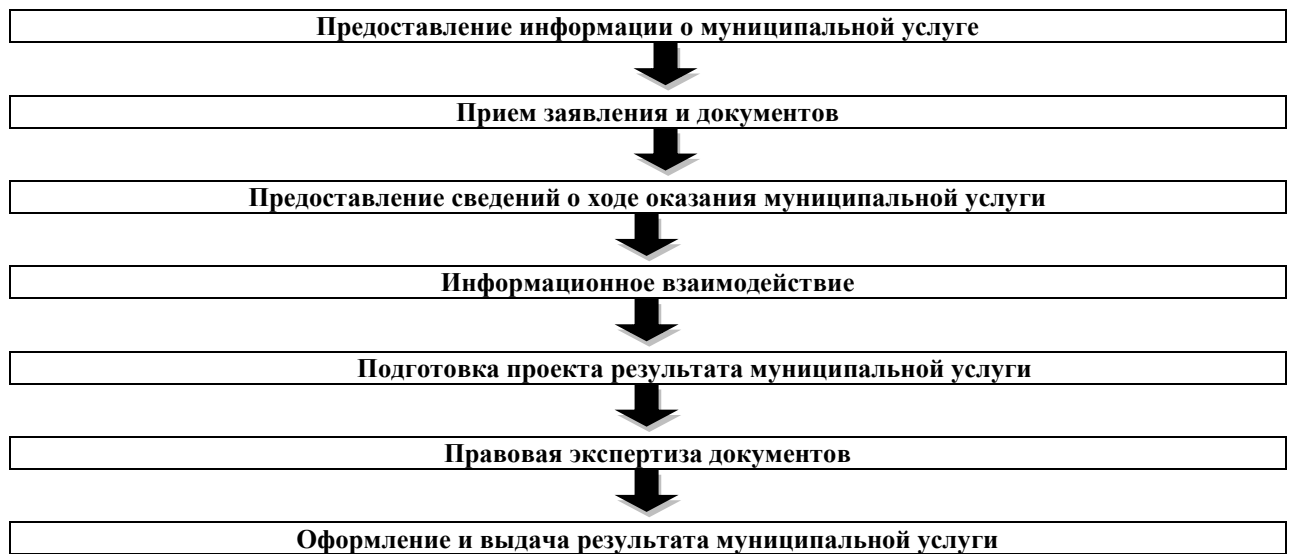 Предоставление информации о муниципальной услуге
Прием заявления и документов
Предоставление сведений о ходе оказания муниципальной услуги
Информационное взаимодействие
Подготовка проекта результата муниципальной услуги
Правовая экспертиза документов
Оформление и выдача результата муниципальной услуги